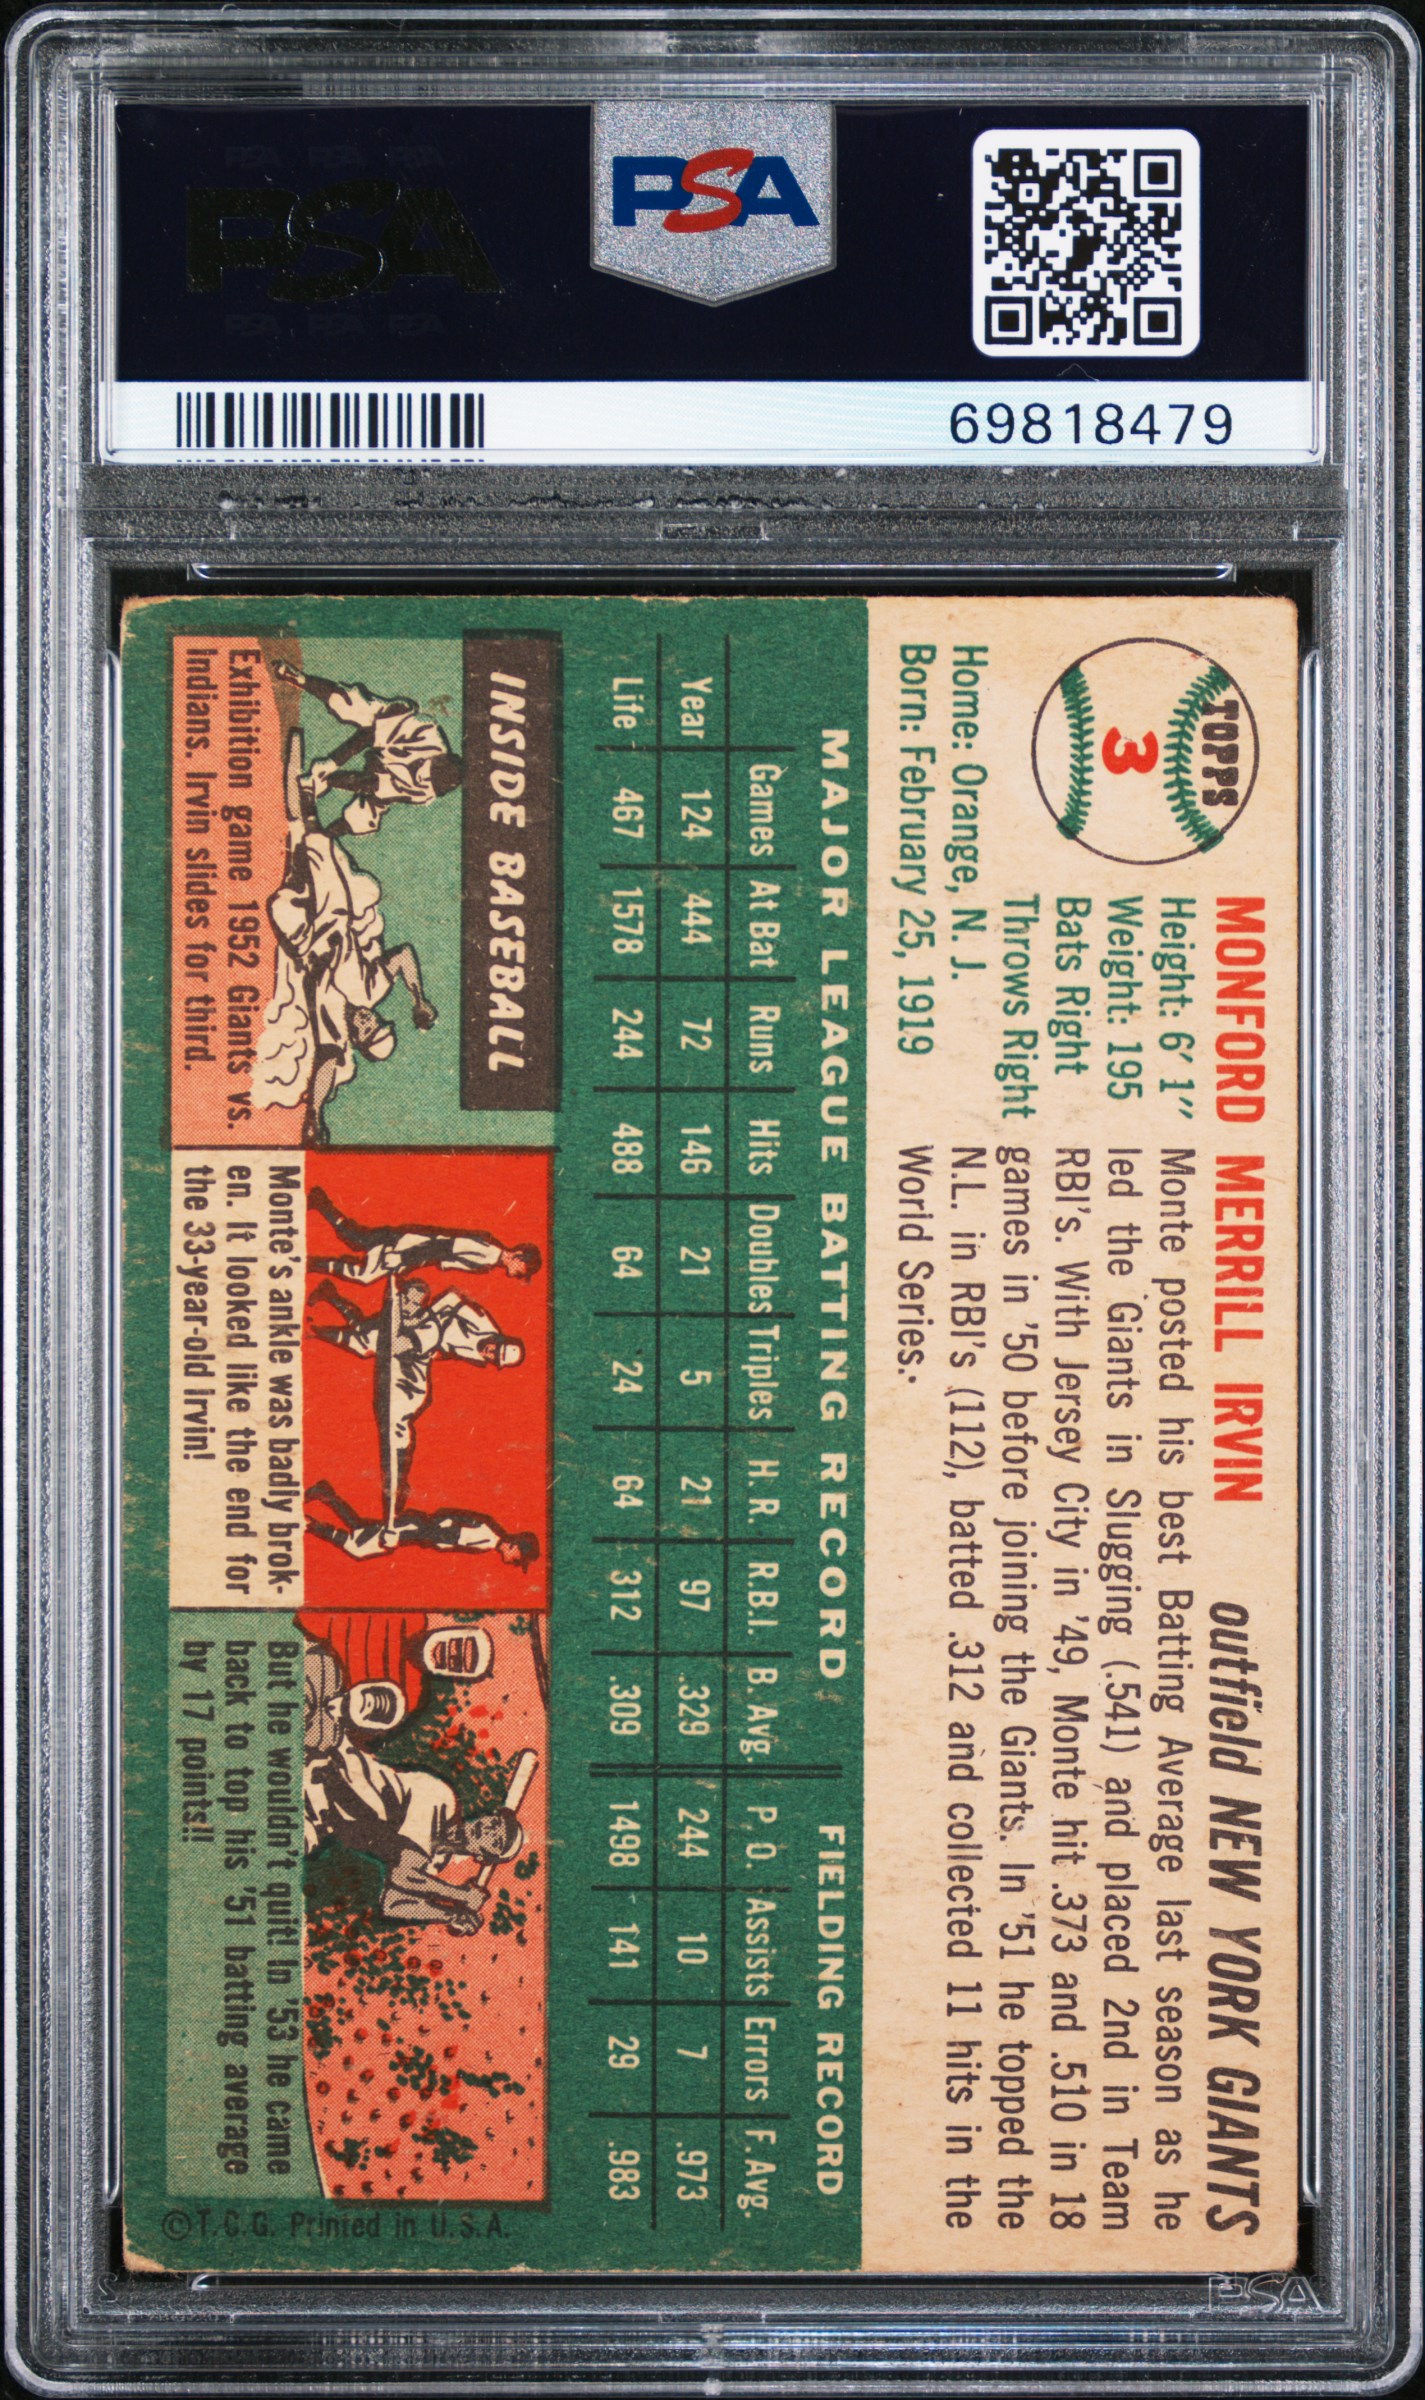 PSA PSA PSA
PSA
PSA PSA PSA
PSA
69818479
TOPPS
3
MONFORD MERRILL IRVIN
outfield NEW YORK GIANTS
Height: 6' 1"
Weight: 195
Bats Right
Throws Right
Home: Orange, N. J.
Born: February 25, 1919
Monte posted his best Batting Average last season as he
led the Giants in Slugging (.541) and placed 2nd in Team
RBI's. With Jersey City in '49, Monte hit .373 and .510 in 18
games in '50 before joining the Giants. In '51 he topped the
N.L. in RBI's (112), batted .312 and collected 11 hits in the
World Series.
MAJOR LEAGUE BATTING RECORD FIELDING RECORD
Games At Bat Runs Hits Doubles Triples H. R. R.B.I. B. Avg. P. O. Assists Errors F. Avg.
Year 124 444 72 146 21 5 21 97 .329 244 10 7 .973
Life 467 1578 244 488 64 24 64 312 .309 1498 141 29 .983
INSIDE BASEBALL
Exhibition game 1952 Giants vs.
Indians. Irvin slides for third.
Monte's ankle was badly brok-
en. It looked like the end for
the 33-year-old Irvin!
But he wouldn't quit! In '53 he came
back to top his '51 batting average
by 17 points!!
©T.C.G. Printed in U.S.A.
PSA